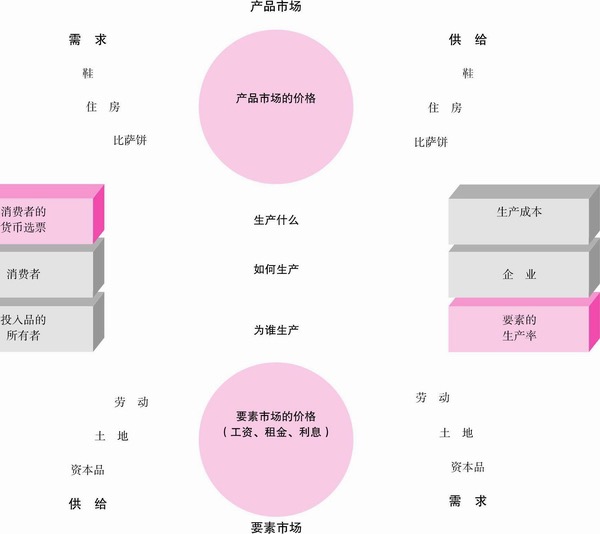 产品市场
需 求
供 给
鞋
鞋
住 房
住 房
比萨饼
比萨饼
产品市场的价格
消费者的
货币选票
生产什么
生产成本
消费者
如何生产
企 业
投入品的
所有者
为谁生产
要素的
生产率
劳 动
劳 动
土 地
土 地
资本品
资本品
要素市场的价格
（工资、租金、利息）
供 给
需 求
要素市场